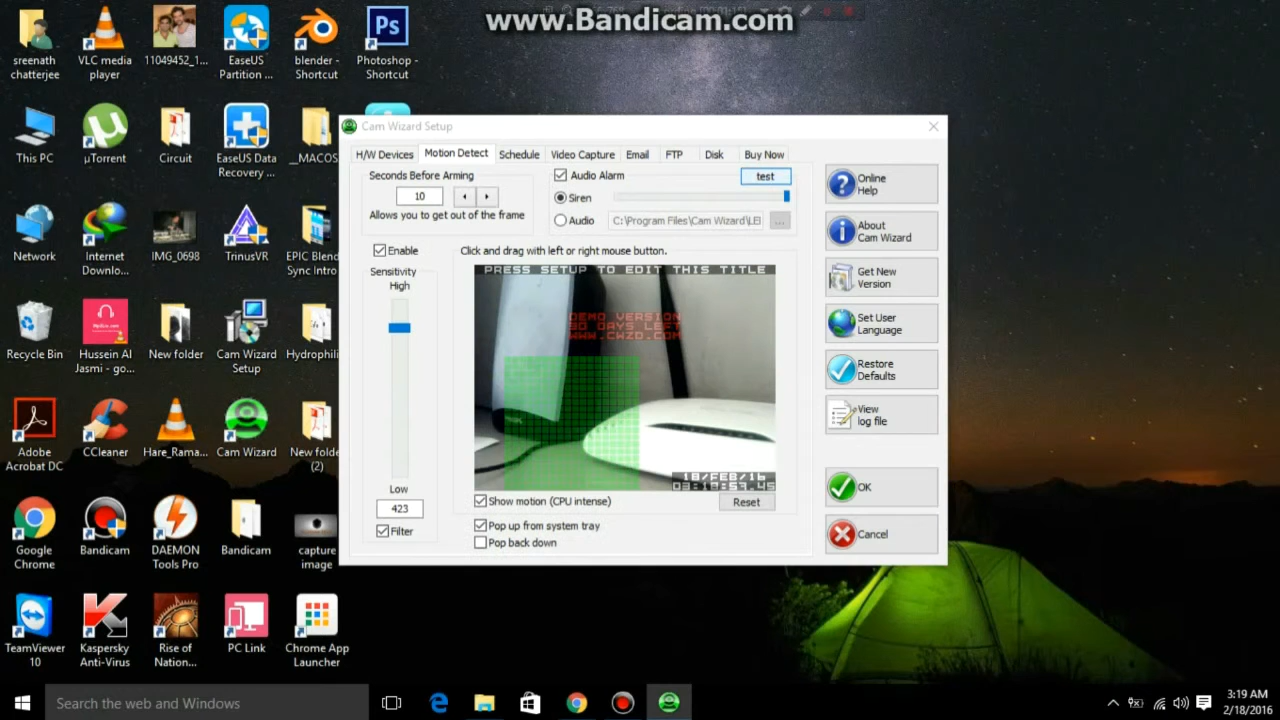 www.Bandicam.com
sreenath
chatterjee
VLC media
player
11049452_1...
EaseUS
Partition ...
blender -
Shortcut
Photoshop -
Shortcut
This PC
µTorrent
Circuit
EaseUS Data
Recovery ...
__MACOS
Network
Internet
Downlo...
IMG_0698
TrinusVR
EPIC Blend
Sync Intro
Recycle Bin
Hussein Al
Jasmi - go...
New folder
Cam Wizard
Setup
Hydrophili
Adobe
Acrobat DC
CCleaner
Hare_Rama...
Cam Wizard
New folde
(2)
Google
Chrome
Bandicam
DAEMON
Tools Pro
Bandicam
capture
image
TeamViewer
10
Kaspersky
Anti-Virus
Rise of
Nation...
PC Link
Chrome App
Launcher
Cam Wizard Setup
H/W Devices
Motion Detect
Schedule
Video Capture
Email
FTP
Disk
Buy Now
Seconds Before Arming
10
Allows you to get out of the frame
Audio Alarm
test
Siren
Audio
C:\Program Files\Cam Wizard\LEI
...
Enable
Sensitivity
High
Low
423
Filter
Click and drag with left or right mouse button.
PRESS SETUP TO EDIT THIS TITLE
DEMO VERSION
30 DAYS LEFT
WWW.CWZD.COM
18/FEB/16
Show motion (CPU intense)
Reset
Pop up from system tray
Pop back down
Online
Help
About
Cam Wizard
Get New
Version
Set User
Language
Restore
Defaults
View
log file
OK
Cancel
Search the web and Windows
3:19 AM
2/18/2016